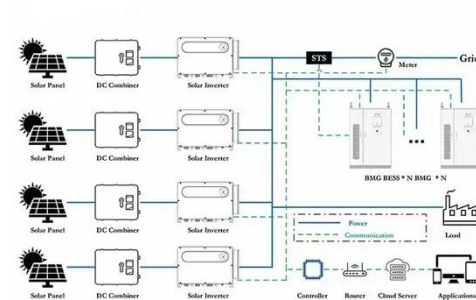 STS
Meter
Grid
Solar Panel
DC Combiner
Solar Inverter
Solar Panel
DC Combiner
Solar Inverter
BMG BESS * N BMG * N
Solar Panel
DC Combiner
Solar Inverter
Power
Communication
Load
Solar Panel
DC Combiner
Solar Inverter
Controller
Router
Cloud Server
Applications